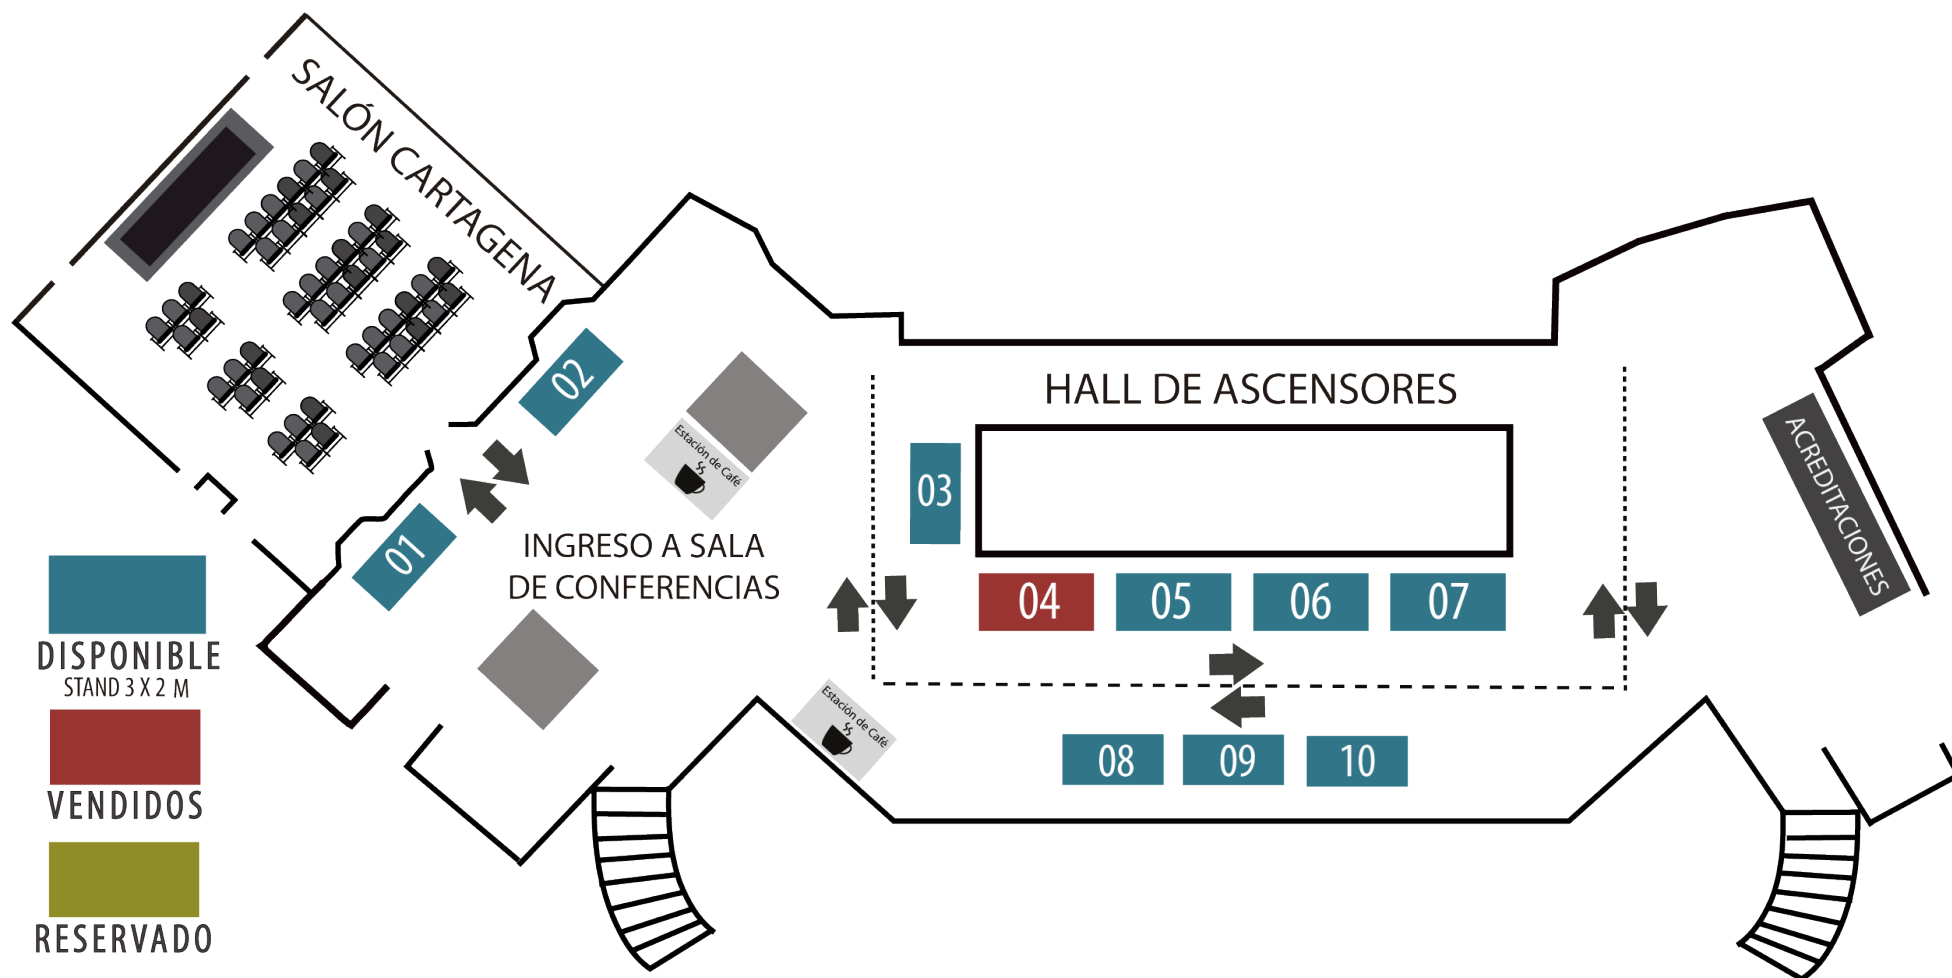 SALÓN CARTAGENA
02
Estación de Café
HALL DE ASCENSORES
03
ACREDITACIONES
01
INGRESO A SALA
DE CONFERENCIAS
04
05
06
07
Estación de Café
08
09
10
DISPONIBLE
STAND 3 X 2 M
VENDIDOS
RESERVADO